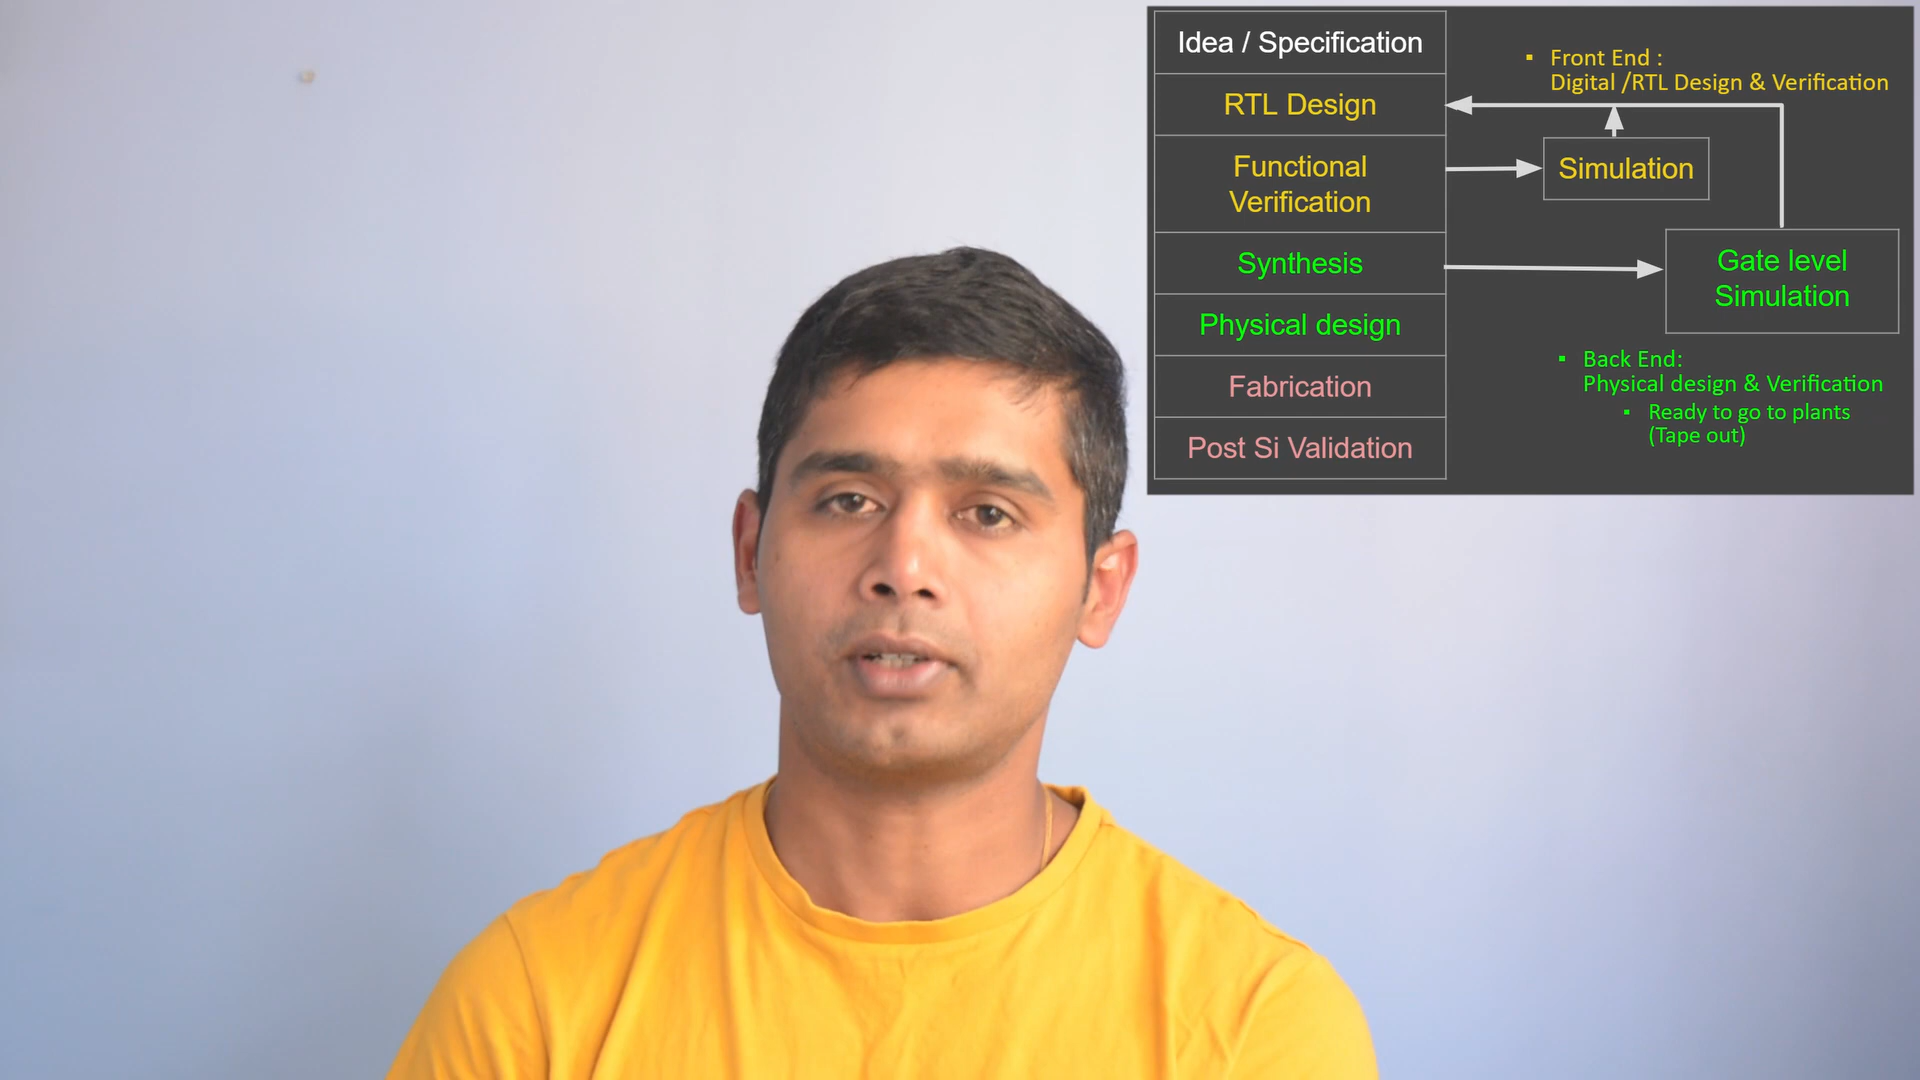 Idea / Specification
RTL Design
Functional
Verification
Synthesis
Physical design
Fabrication
Post Si Validation
▪ Front End :
Digital /RTL Design & Verification
Simulation
Gate level
Simulation
▪ Back End:
Physical design & Verification
▪ Ready to go to plants
(Tape out)